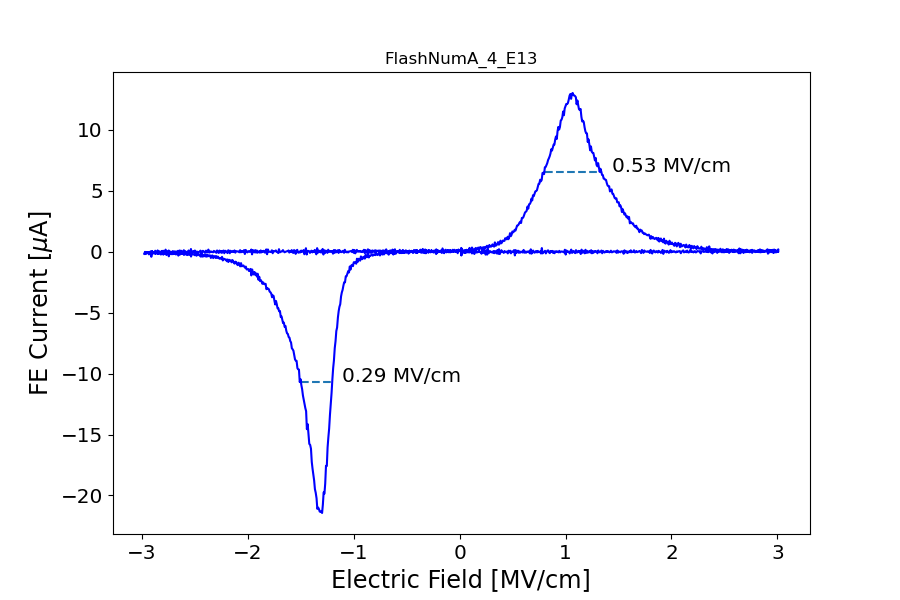 FlashNumA_4_E13
10
5
0
−5
−10
−15
−20
FE Current [μA]
0.53 MV/cm
0.29 MV/cm
−3 −2 −1 0 1 2 3
Electric Field [MV/cm]